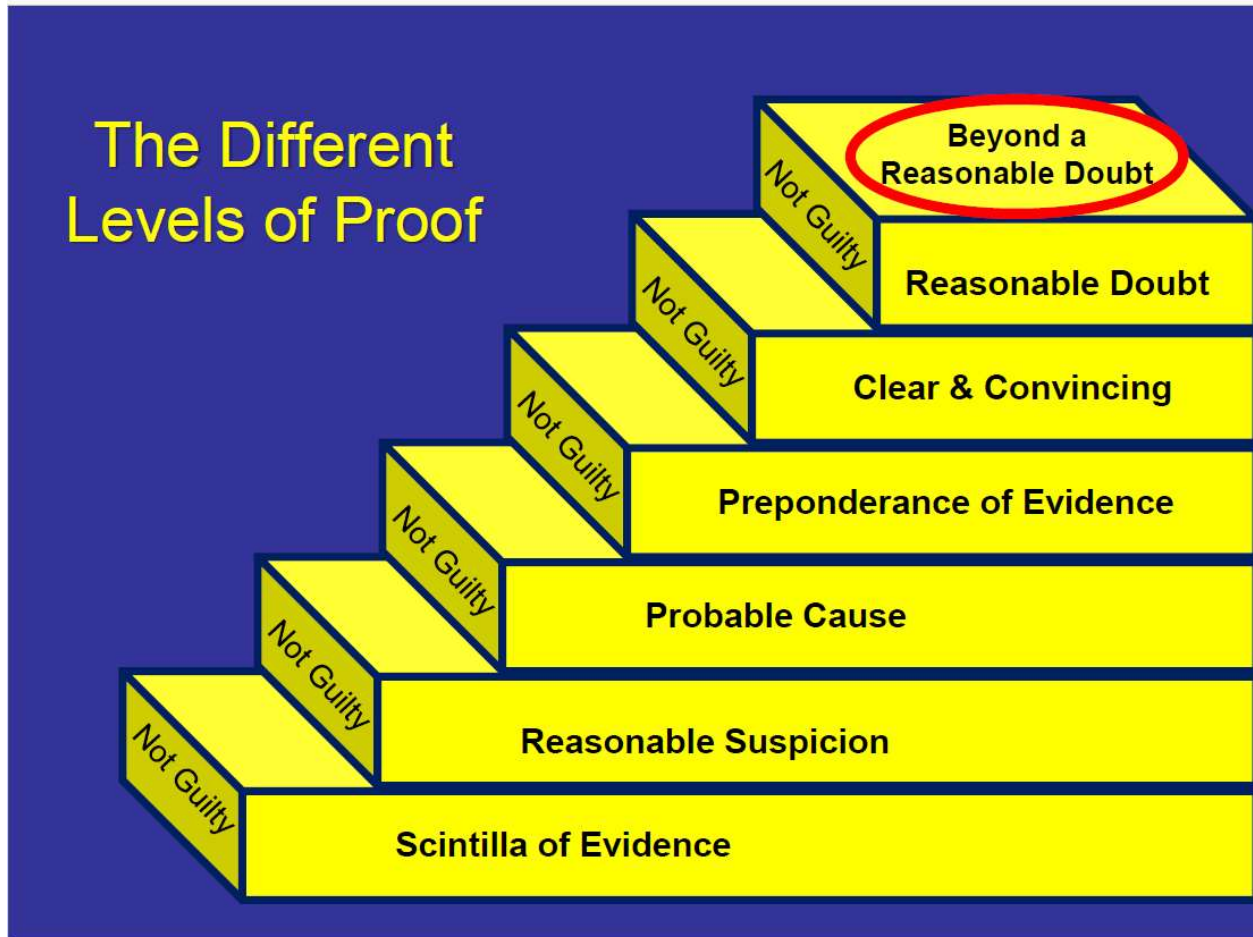 The Different
Levels of Proof
Beyond a
Reasonable Doubt
Not Guilty
Reasonable Doubt
Not Guilty
Clear & Convincing
Not Guilty
Preponderance of Evidence
Not Guilty
Probable Cause
Not Guilty
Reasonable Suspicion
Not Guilty
Scintilla of Evidence